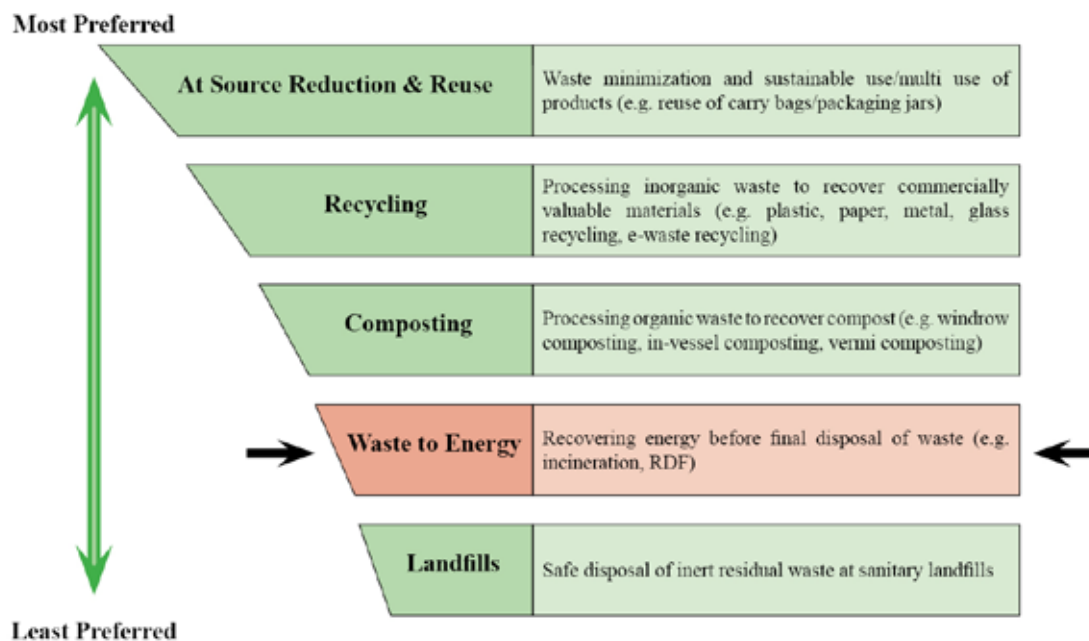 Most Preferred
At Source Reduction & Reuse
Waste minimization and sustainable use/multi use of
products (e.g. reuse of carry bags/packaging jars)
Recycling
Processing inorganic waste to recover commercially
valuable materials (e.g. plastic, paper, metal, glass
recycling, e-waste recycling)
Composting
Processing organic waste to recover compost (e.g. windrow
composting, in-vessel composting, vermi composting)
Waste to Energy
Recovering energy before final disposal of waste (e.g.
incineration, RDF)
Landfills
Safe disposal of inert residual waste at sanitary landfills
Least Preferred